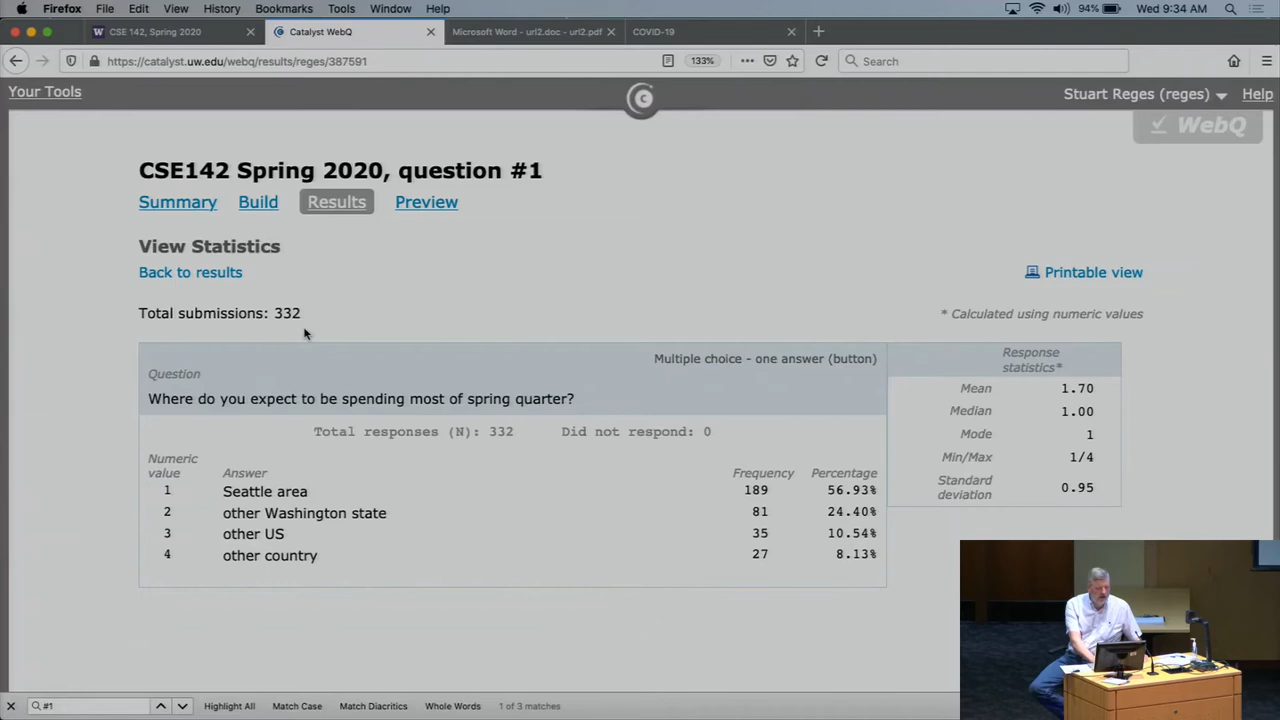 Firefox File Edit View History Bookmarks Tools Window Help 94% Wed 9:34 AM
CSE 142, Spring 2020 Catalyst WebQ Microsoft Word - url2.doc - url2.pdf COVID-19
https://catalyst.uw.edu/webq/results/reges/387591 133% Search
Your Tools Stuart Reges (reges) Help
WebQ
CSE142 Spring 2020, question #1
Summary Build Results Preview
View Statistics
Back to results Printable view
Total submissions: 332 * Calculated using numeric values
Multiple choice - one answer (button)
Question
Where do you expect to be spending most of spring quarter?
Total responses (N): 332 Did not respond: 0
Numeric value Answer Frequency Percentage
1 Seattle area 189 56.93%
2 other Washington state 81 24.40%
3 other US 35 10.54%
4 other country 27 8.13%
Response
statistics*
Mean 1.70
Median 1.00
Mode 1
Min/Max 1/4
Standard deviation 0.95
#1 Highlight All Match Case Match Diacritics Whole Words 1 of 3 matches